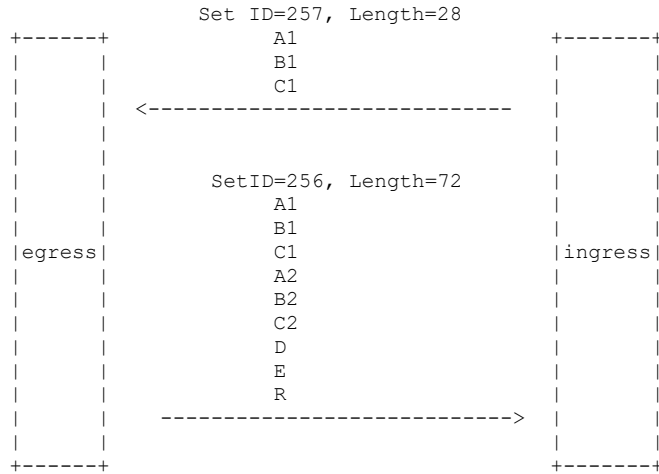 Set ID=257, Length=28
A1
B1
C1
SetID=256, Length=72
A1
B1
egress C1 ingress
A2
B2
C2
D
E
R